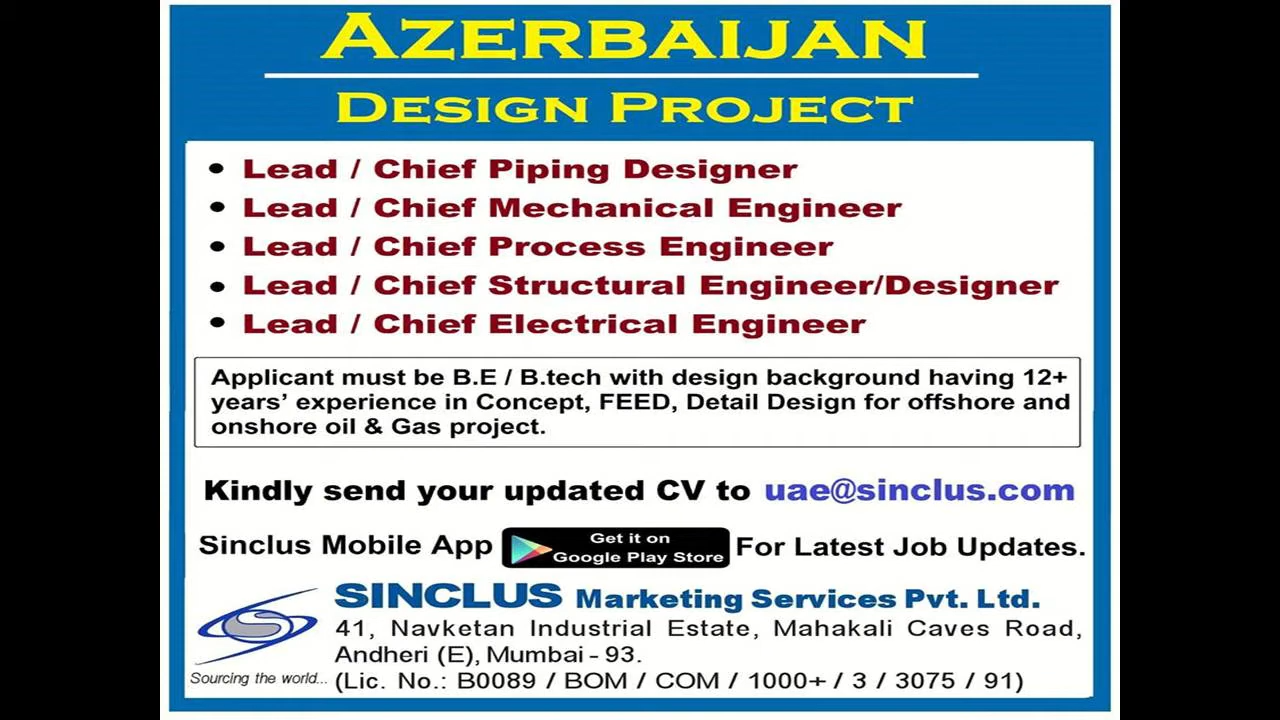 AZERBAIJAN
DESIGN PROJECT
• Lead / Chief Piping Designer
• Lead / Chief Mechanical Engineer
• Lead / Chief Process Engineer
• Lead / Chief Structural Engineer/Designer
• Lead / Chief Electrical Engineer
Applicant must be B.E / B.tech with design background having 12+
years’ experience in Concept, FEED, Detail Design for offshore and
onshore oil & Gas project.
Kindly send your updated CV to uae@sinclus.com
Sinclus Mobile App Get it on Google Play Store For Latest Job Updates.
SINCLUS Marketing Services Pvt. Ltd.
41, Navketan Industrial Estate, Mahakali Caves Road,
Andheri (E), Mumbai - 93.
Sourcing the world... (Lic. No.: B0089 / BOM / COM / 1000+ / 3 / 3075 / 91)